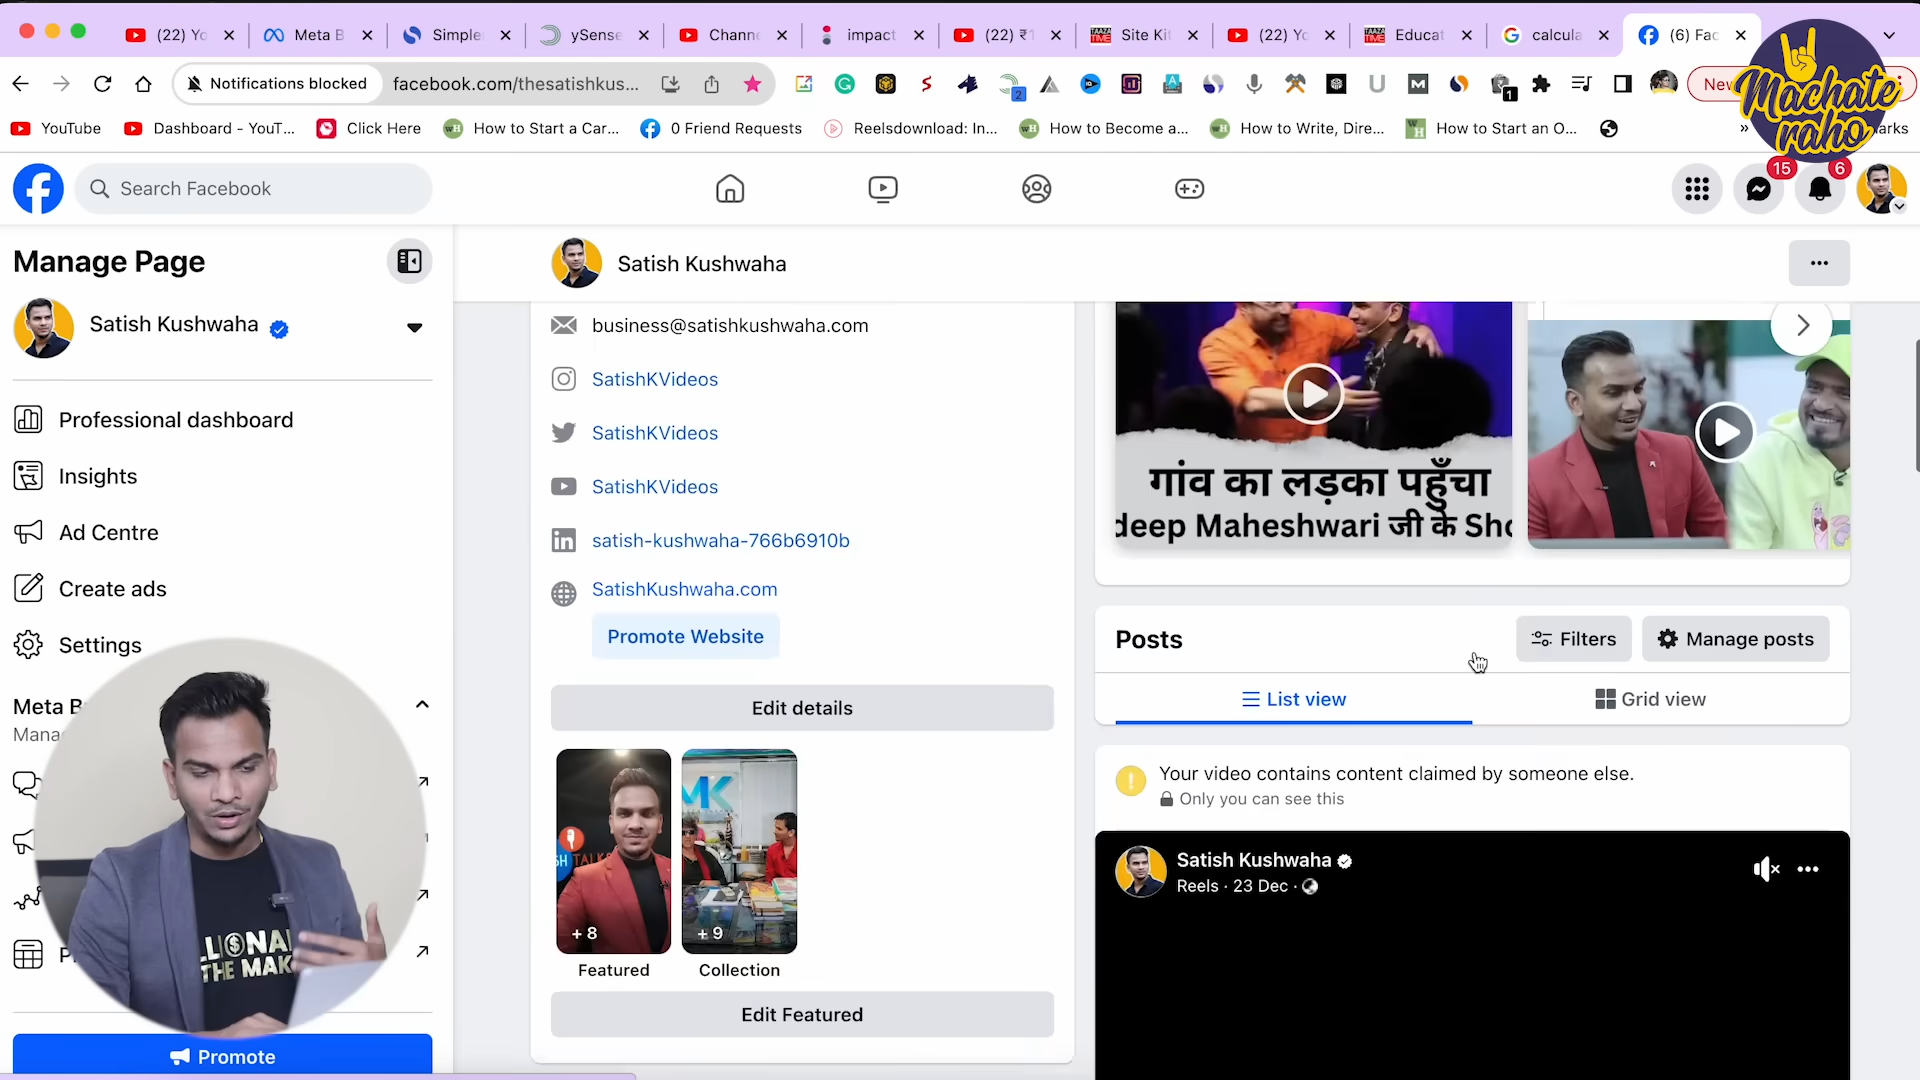 (22) Yo
Meta B
Simple
ySense
Channe
impact
(22) ₹1
Site Kit
(22) Yo
Educat
calcula
(6) Fac
Notifications blocked
facebook.com/thesatishkus...
2
1
New
Machate
raho
YouTube
Dashboard - YouT...
Click Here
How to Start a Car...
0 Friend Requests
Reelsdownload: In...
How to Become a...
How to Write, Dire...
How to Start an O...
»
arks
Search Facebook
15
6
Manage Page
Satish Kushwaha
Professional dashboard
Insights
Ad Centre
Create ads
Settings
Meta B
Mana
Promote
LLIONAI
THE MAK
Satish Kushwaha
business@satishkushwaha.com
SatishKVideos
SatishKVideos
SatishKVideos
satish-kushwaha-766b6910b
SatishKushwaha.com
Promote Website
Edit details
+ 8
+ 9
Featured
Collection
Edit Featured
गांव का लड़का पहुँचा
deep Maheshwari जी के Sho
Posts
Filters
Manage posts
List view
Grid view
Your video contains content claimed by someone else.
Only you can see this
Satish Kushwaha
Reels · 23 Dec ·